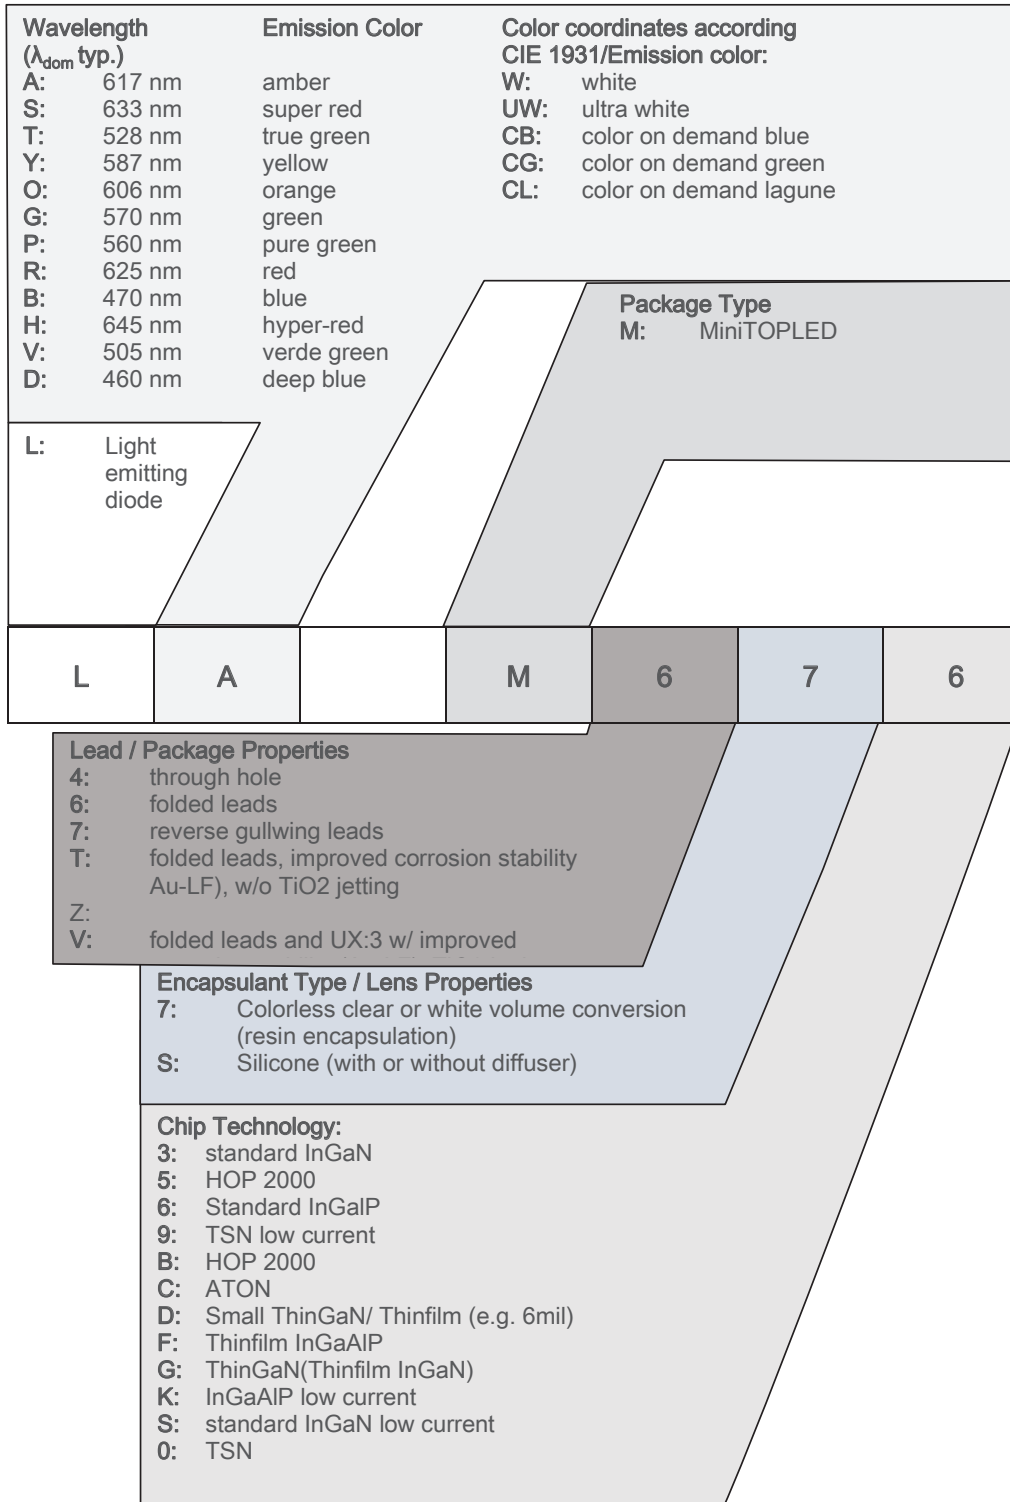 Wavelength Emission Color Color coordinates according
(λdom typ.) CIE 1931/Emission color:
A: 617 nm amber W: white
S: 633 nm super red UW: ultra white
T: 528 nm true green CB: color on demand blue
Y: 587 nm yellow CG: color on demand green
O: 606 nm orange CL: color on demand lagune
G: 570 nm green
P: 560 nm pure green
R: 625 nm red
B: 470 nm blue
H: 645 nm hyper-red
V: 505 nm verde green
D: 460 nm deep blue
Package Type
M: MiniTOPLED
L: Light
emitting
diode
L A M 6 7 6
Lead / Package Properties
4: through hole
6: folded leads
7: reverse gullwing leads
T: folded leads, improved corrosion stability
Au-LF), w/o TiO2 jetting
Z:
V: folded leads and UX:3 w/ improved
Encapsulant Type / Lens Properties
7: Colorless clear or white volume conversion
(resin encapsulation)
S: Silicone (with or without diffuser)
Chip Technology:
3: standard InGaN
5: HOP 2000
6: Standard InGalP
9: TSN low current
B: HOP 2000
C: ATON
D: Small ThinGaN/ Thinfilm (e.g. 6mil)
F: Thinfilm InGaAlP
G: ThinGaN(Thinfilm InGaN)
K: InGaAlP low current
S: standard InGaN low current
0: TSN